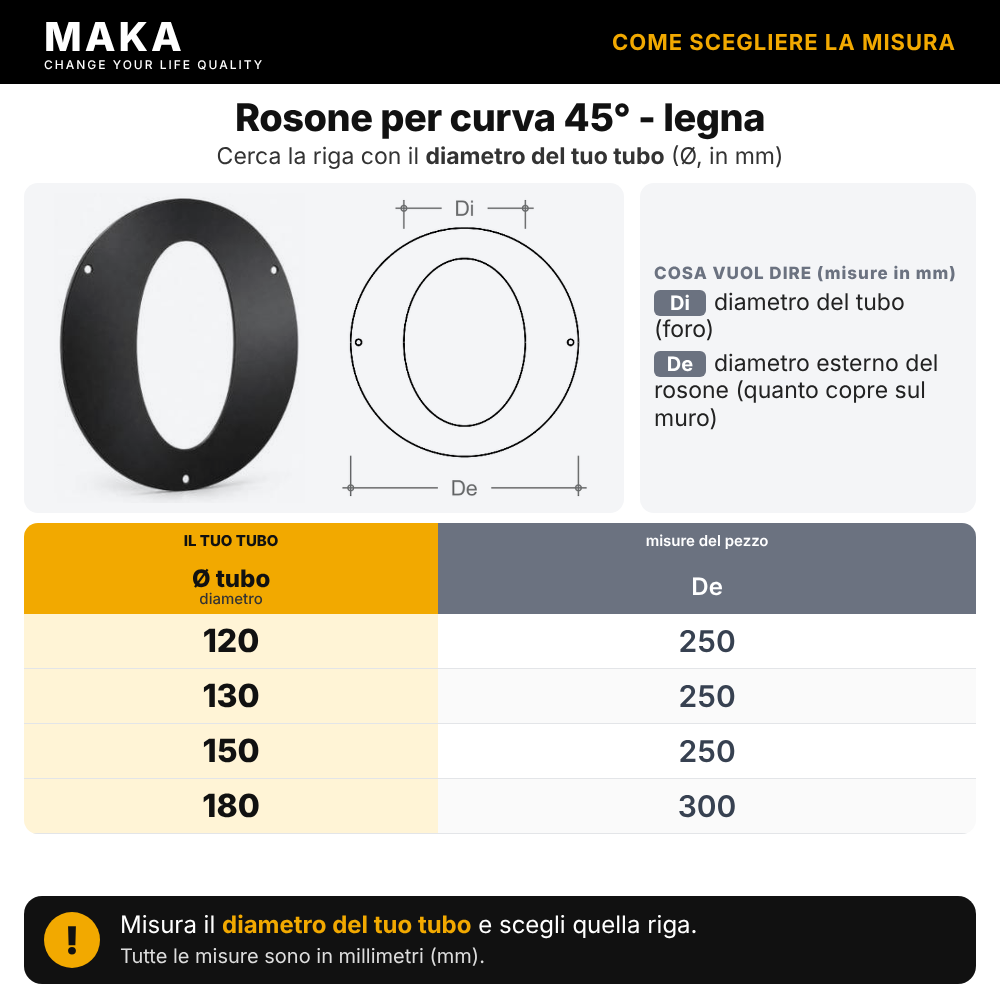 MAKA
CHANGE YOUR LIFE QUALITY
COME SCEGLIERE LA MISURA
Rosone per curva 45° - legna
Cerca la riga con il diametro del tuo tubo (Ø, in mm)
Di
De
COSA VUOL DIRE (misure in mm)
Di diametro del tubo
(foro)
De diametro esterno del
rosone (quanto copre sul
muro)
IL TUO TUBO
misure del pezzo
Ø tubo
diametro
De
120 250
130 250
150 250
180 300
!
Misura il diametro del tuo tubo e scegli quella riga.
Tutte le misure sono in millimetri (mm).